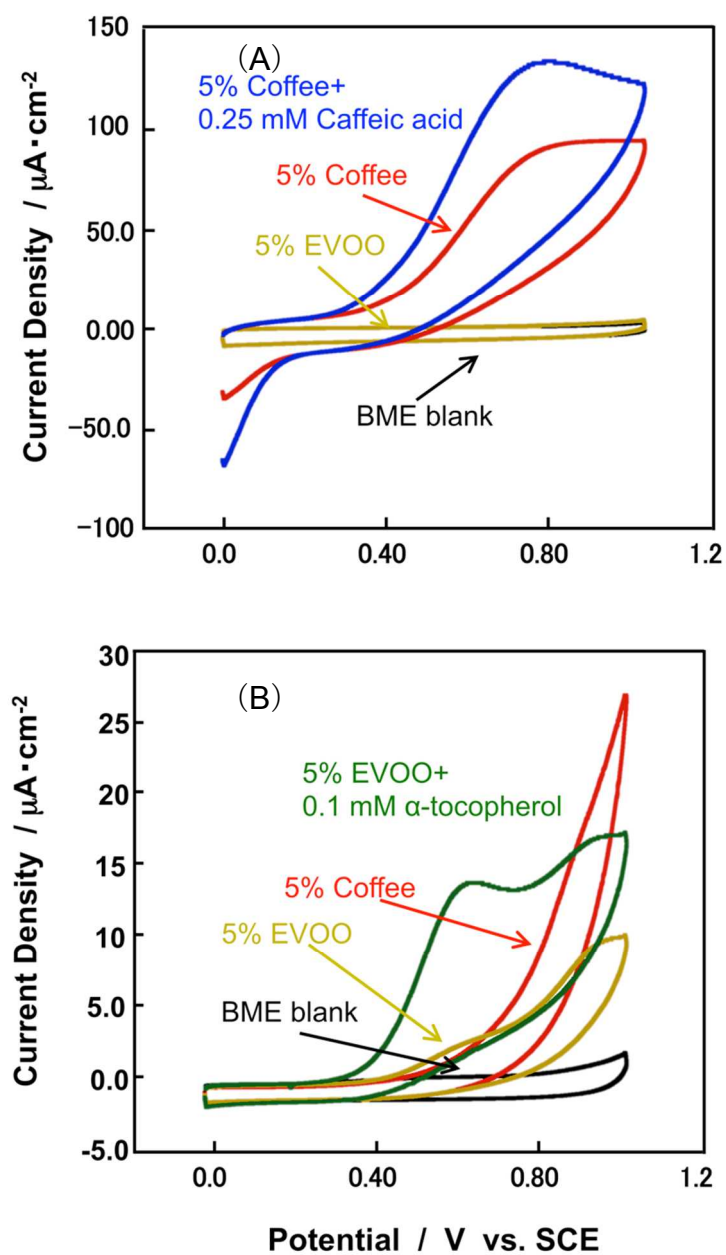 150
100
50.0
0.00
−50.0
−100
Current Density / μA・cm-2
(A)
5% Coffee+
0.25 mM Caffeic acid
5% Coffee
5% EVOO
BME blank
0.0
0.40
0.80
1.2
30
25
20
15
10
5.0
0.0
-5.0
Current Density / μA・cm-2
(B)
5% EVOO+
0.1 mM α-tocopherol
5% Coffee
5% EVOO
BME blank
0.0
0.40
0.80
1.2
Potential / V vs. SCE